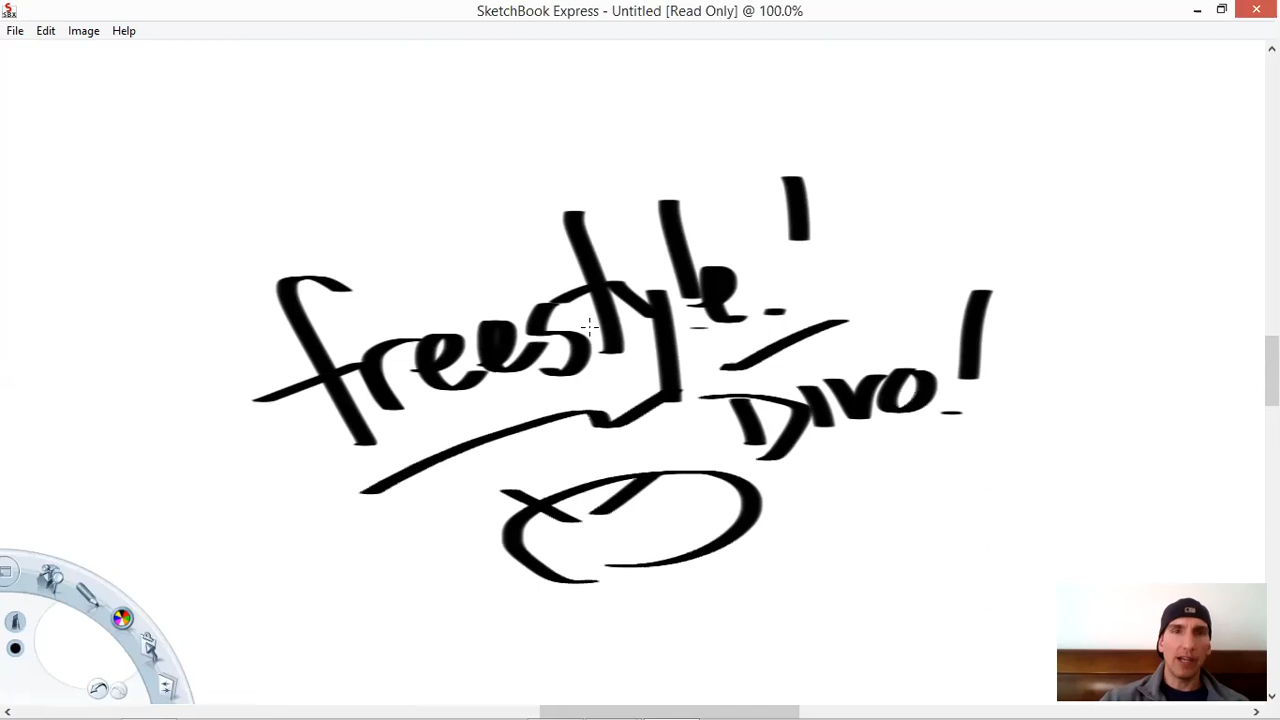 SketchBook Express - Untitled [Read Only] @ 100.0%
File Edit Image Help
freestyle!
Divo!